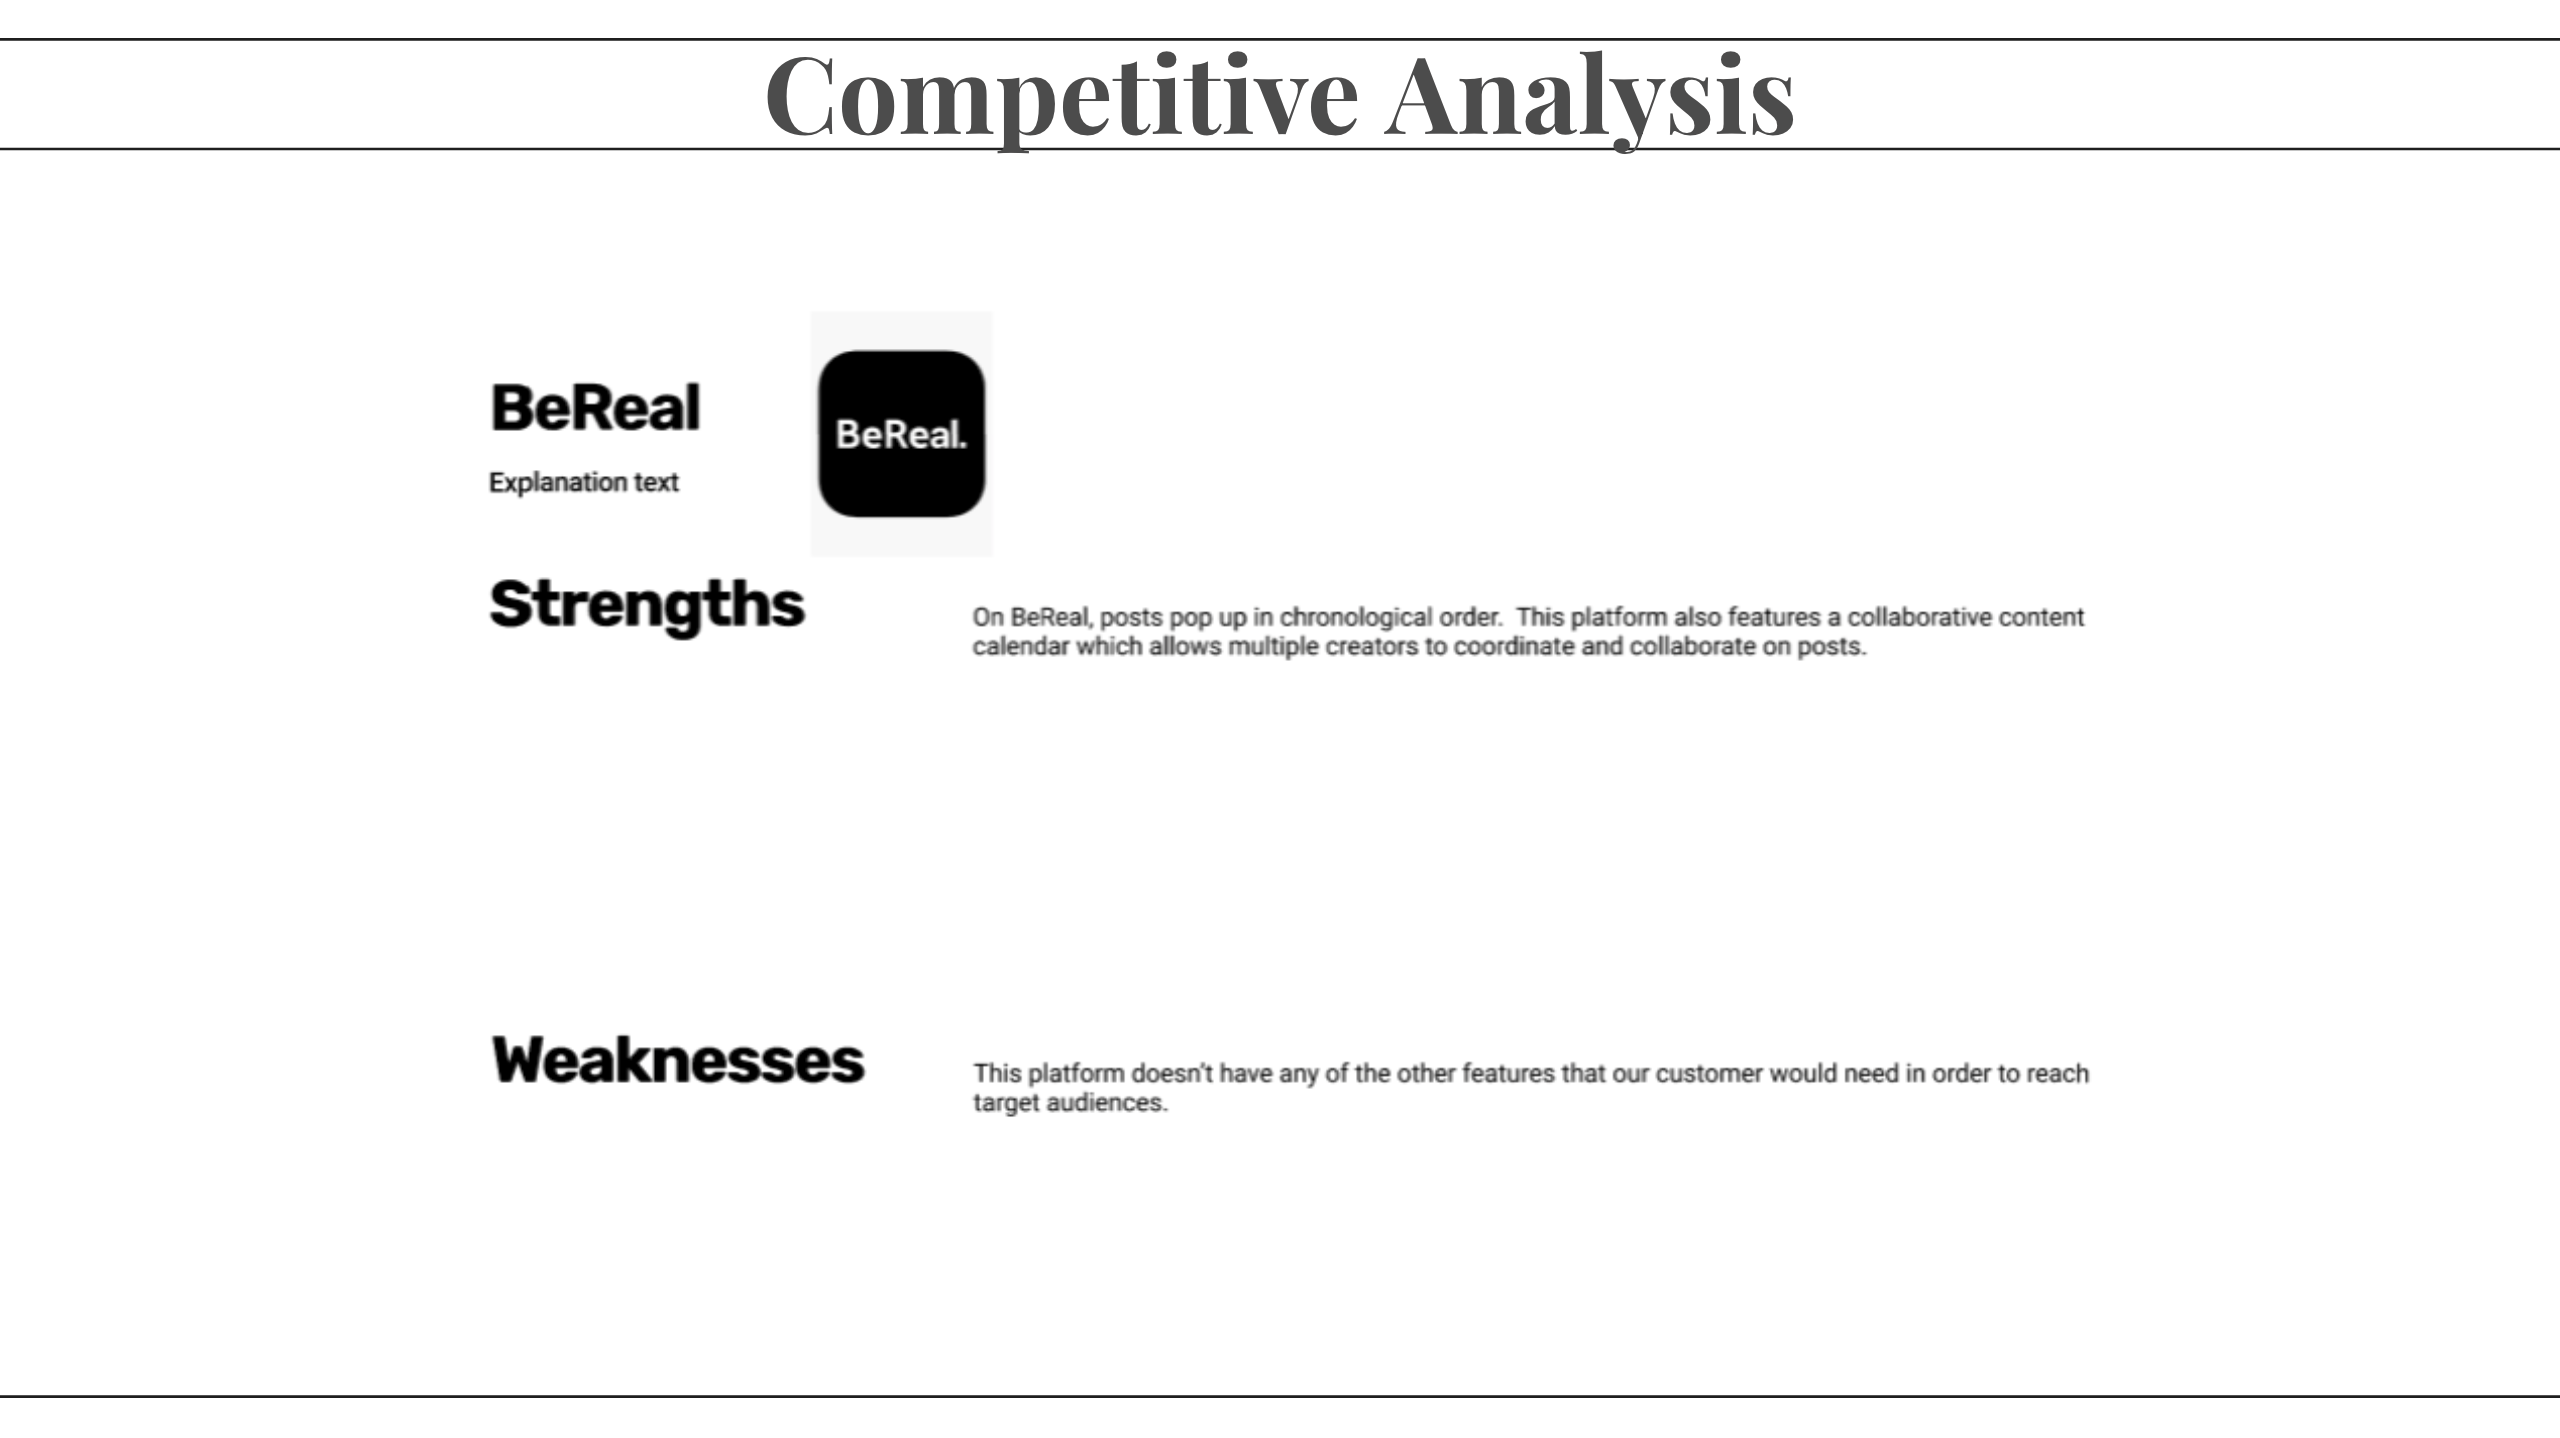 Competitive Analysis
BeReal
BeReal.
Explanation text
Strengths
On BeReal, posts pop up in chronological order.  This platform also features a collaborative content
calendar which allows multiple creators to coordinate and collaborate on posts.
Weaknesses
This platform doesn't have any of the other features that our customer would need in order to reach
target audiences.